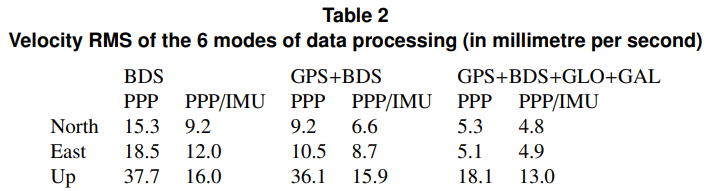 Table 2
Velocity RMS of the 6 modes of data processing (in millimetre per second)
BDS GPS+BDS GPS+BDS+GLO+GAL
PPP PPP/IMU PPP PPP/IMU PPP PPP/IMU
North 15.3 9.2 9.2 6.6 5.3 4.8
East 18.5 12.0 10.5 8.7 5.1 4.9
Up 37.7 16.0 36.1 15.9 18.1 13.0